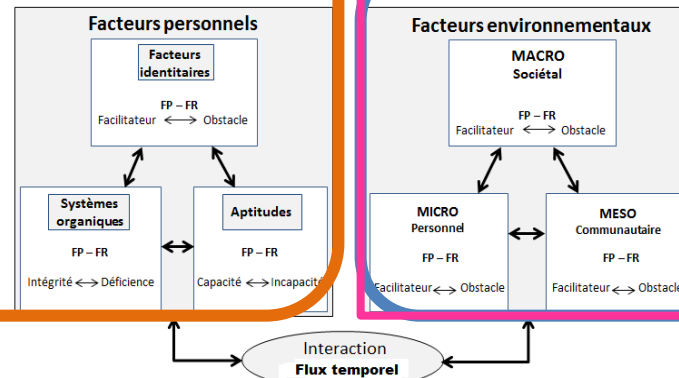 Facteurs personnels
Facteurs
identitaires
FP – FR
Facilitateur Obstacle
Systèmes
organiques
FP – FR
Intégrité Déficience
Aptitudes
FP – FR
Capacité Incapacité
Facteurs environnementaux
MACRO
Sociétal
FP – FR
Facilitateur Obstacle
MICRO
Personnel
FP – FR
Facilitateur Obstacle
MESO
Communautaire
FP – FR
Facilitateur Obstacle
Interaction
Flux temporel